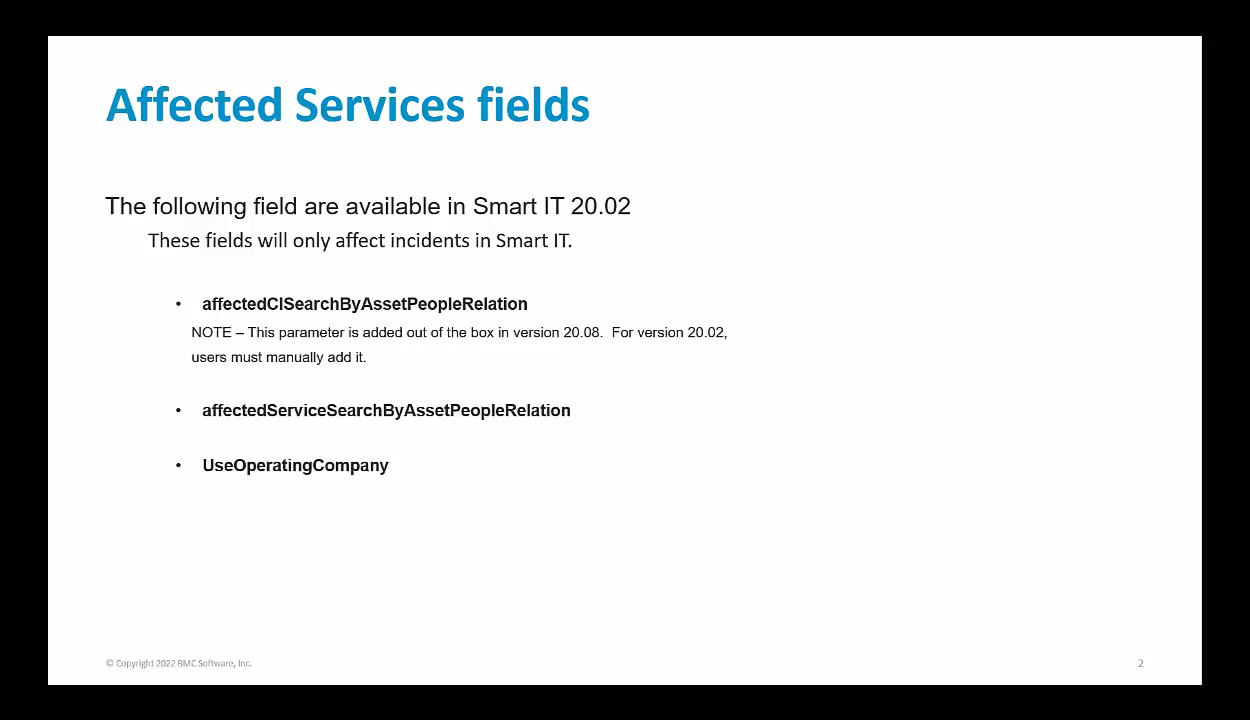 Affected Services fields
The following field are available in Smart IT 20.02
These fields will only affect incidents in Smart IT.
• affectedCISearchByAssetPeopleRelation
NOTE – This parameter is added out of the box in version 20.08.  For version 20.02,
users must manually add it.
• affectedServiceSearchByAssetPeopleRelation
• UseOperatingCompany
© Copyright 2022 BMC Software, Inc.
2